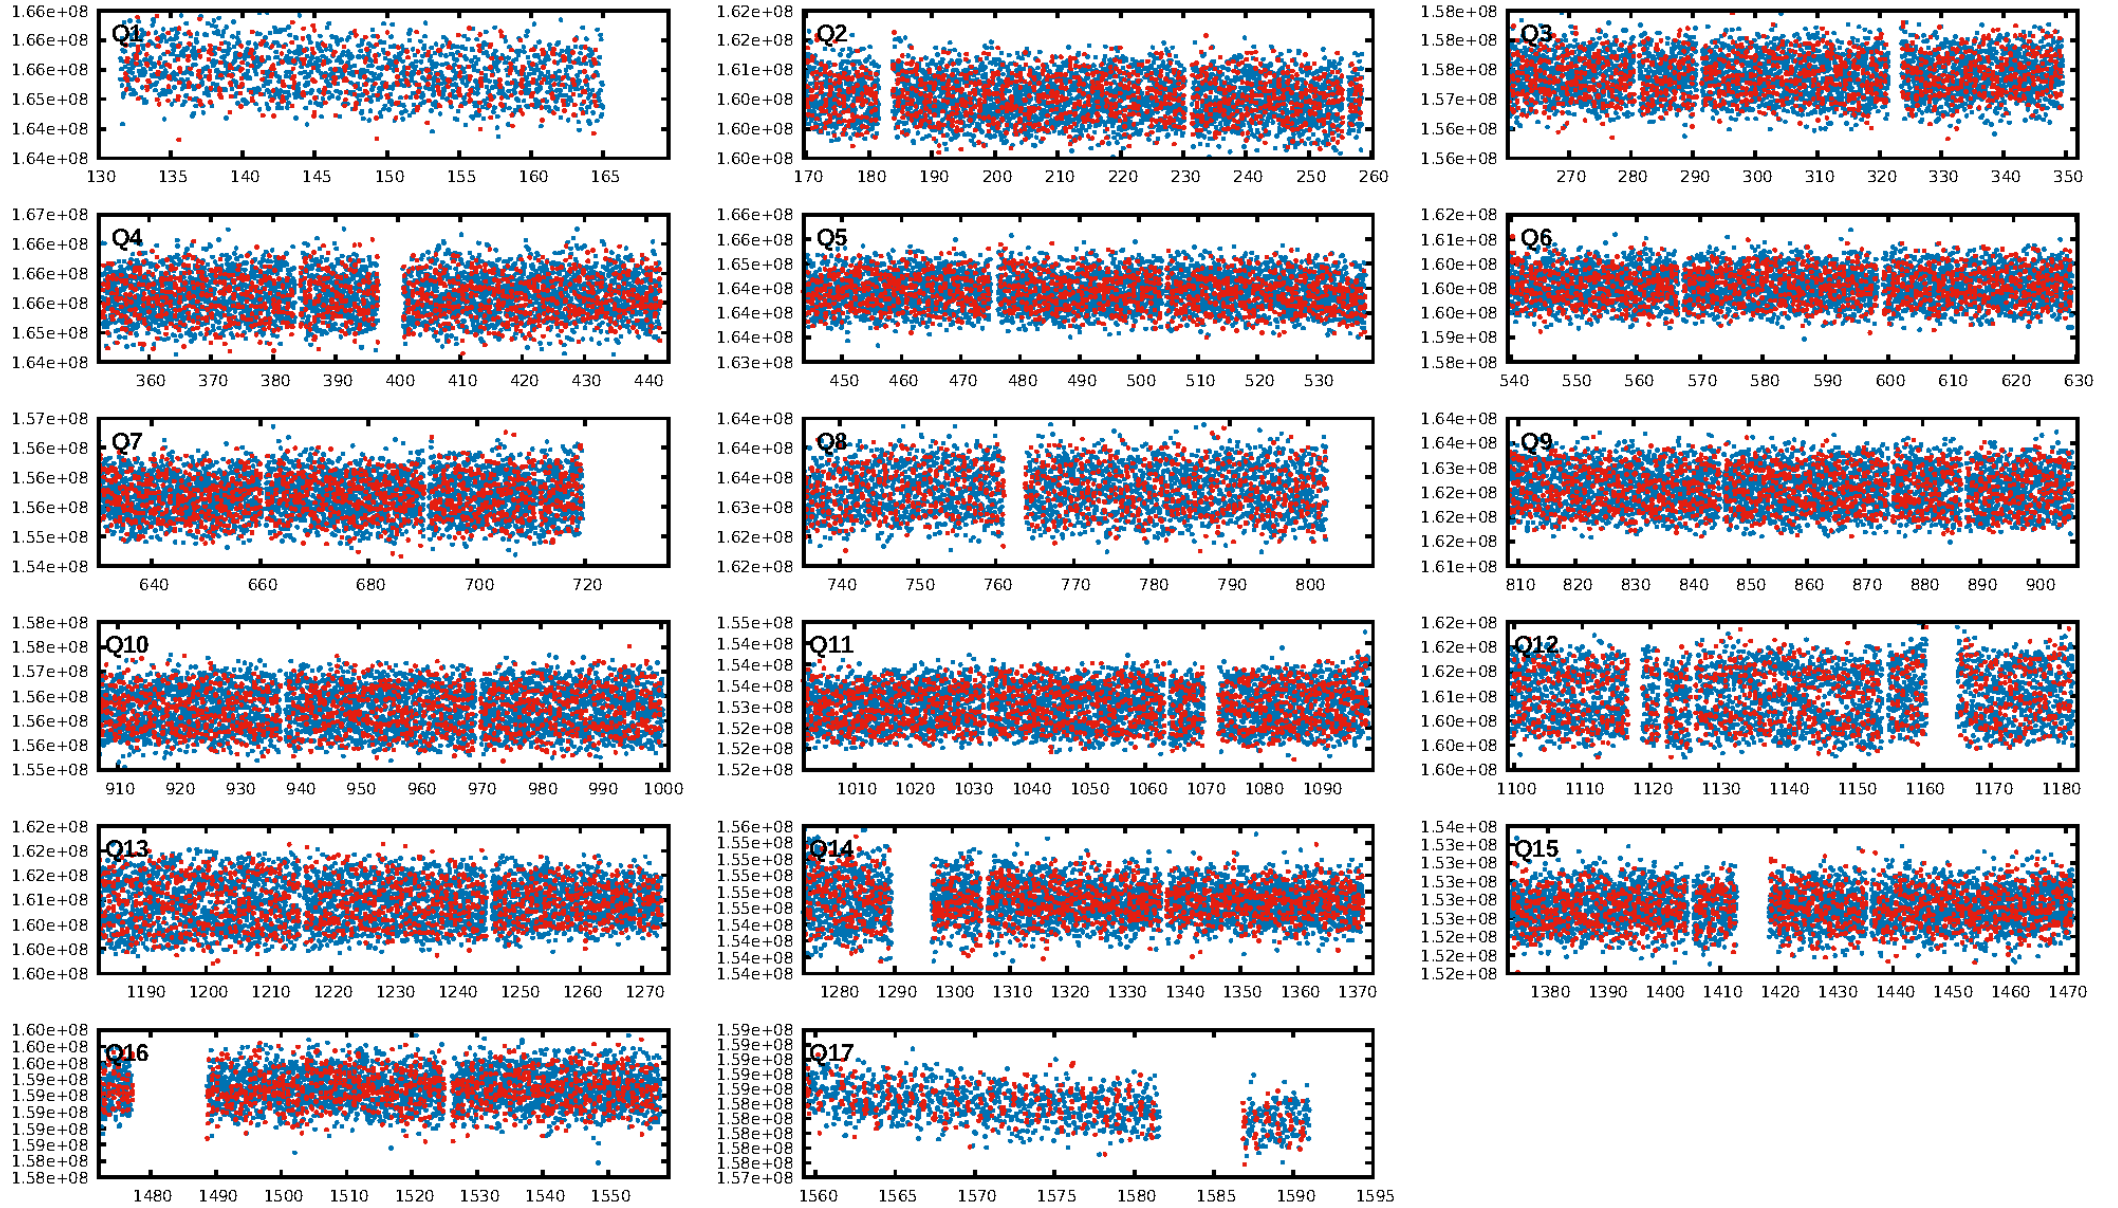 1.66e+08 1.66e+08 1.66e+08 1.65e+08 1.64e+08 1.64e+08
Q1
130 135 140 145 150 155 160 165
1.62e+08 1.62e+08 1.61e+08 1.60e+08 1.60e+08 1.60e+08
Q2
170 180 190 200 210 220 230 240 250 260
1.58e+08 1.58e+08 1.58e+08 1.57e+08 1.56e+08 1.56e+08
Q3
270 280 290 300 310 320 330 340 350
1.67e+08 1.66e+08 1.66e+08 1.66e+08 1.65e+08 1.64e+08
Q4
360 370 380 390 400 410 420 430 440
1.66e+08 1.66e+08 1.65e+08 1.64e+08 1.64e+08 1.64e+08 1.63e+08
Q5
450 460 470 480 490 500 510 520 530
1.62e+08 1.61e+08 1.60e+08 1.60e+08 1.60e+08 1.59e+08 1.58e+08
Q6
540 550 560 570 580 590 600 610 620 630
1.57e+08 1.56e+08 1.56e+08 1.56e+08 1.55e+08 1.54e+08
Q7
640 660 680 700 720
1.64e+08 1.64e+08 1.64e+08 1.63e+08 1.62e+08 1.62e+08
Q8
740 750 760 770 780 790 800
1.64e+08 1.64e+08 1.63e+08 1.62e+08 1.62e+08 1.62e+08 1.61e+08
Q9
810 820 830 840 850 860 870 880 890 900
1.58e+08 1.58e+08 1.57e+08 1.56e+08 1.56e+08 1.56e+08 1.55e+08
Q10
910 920 930 940 950 960 970 980 990 1000
1.55e+08 1.54e+08 1.54e+08 1.54e+08 1.53e+08 1.52e+08 1.52e+08 1.52e+08
Q11
1010 1020 1030 1040 1050 1060 1070 1080 1090
1.62e+08 1.62e+08 1.62e+08 1.61e+08 1.60e+08 1.60e+08 1.60e+08
Q12
1100 1110 1120 1130 1140 1150 1160 1170 1180
1.62e+08 1.62e+08 1.62e+08 1.61e+08 1.60e+08 1.60e+08 1.60e+08
Q13
1190 1200 1210 1220 1230 1240 1250 1260 1270
1.56e+08 1.55e+08 1.55e+08 1.55e+08 1.55e+08 1.55e+08 1.54e+08 1.54e+08 1.54e+08 1.54e+08
Q14
1280 1290 1300 1310 1320 1330 1340 1350 1360 1370
1.54e+08 1.53e+08 1.53e+08 1.53e+08 1.53e+08 1.53e+08 1.52e+08 1.52e+08 1.52e+08
Q15
1380 1390 1400 1410 1420 1430 1440 1450 1460 1470
1.60e+08 1.60e+08 1.60e+08 1.59e+08 1.59e+08 1.59e+08 1.59e+08 1.59e+08 1.58e+08 1.58e+08
Q16
1480 1490 1500 1510 1520 1530 1540 1550
1.59e+08 1.59e+08 1.59e+08 1.59e+08 1.59e+08 1.58e+08 1.58e+08 1.58e+08 1.58e+08 1.58e+08 1.57e+08
Q17
1560 1565 1570 1575 1580 1585 1590 1595